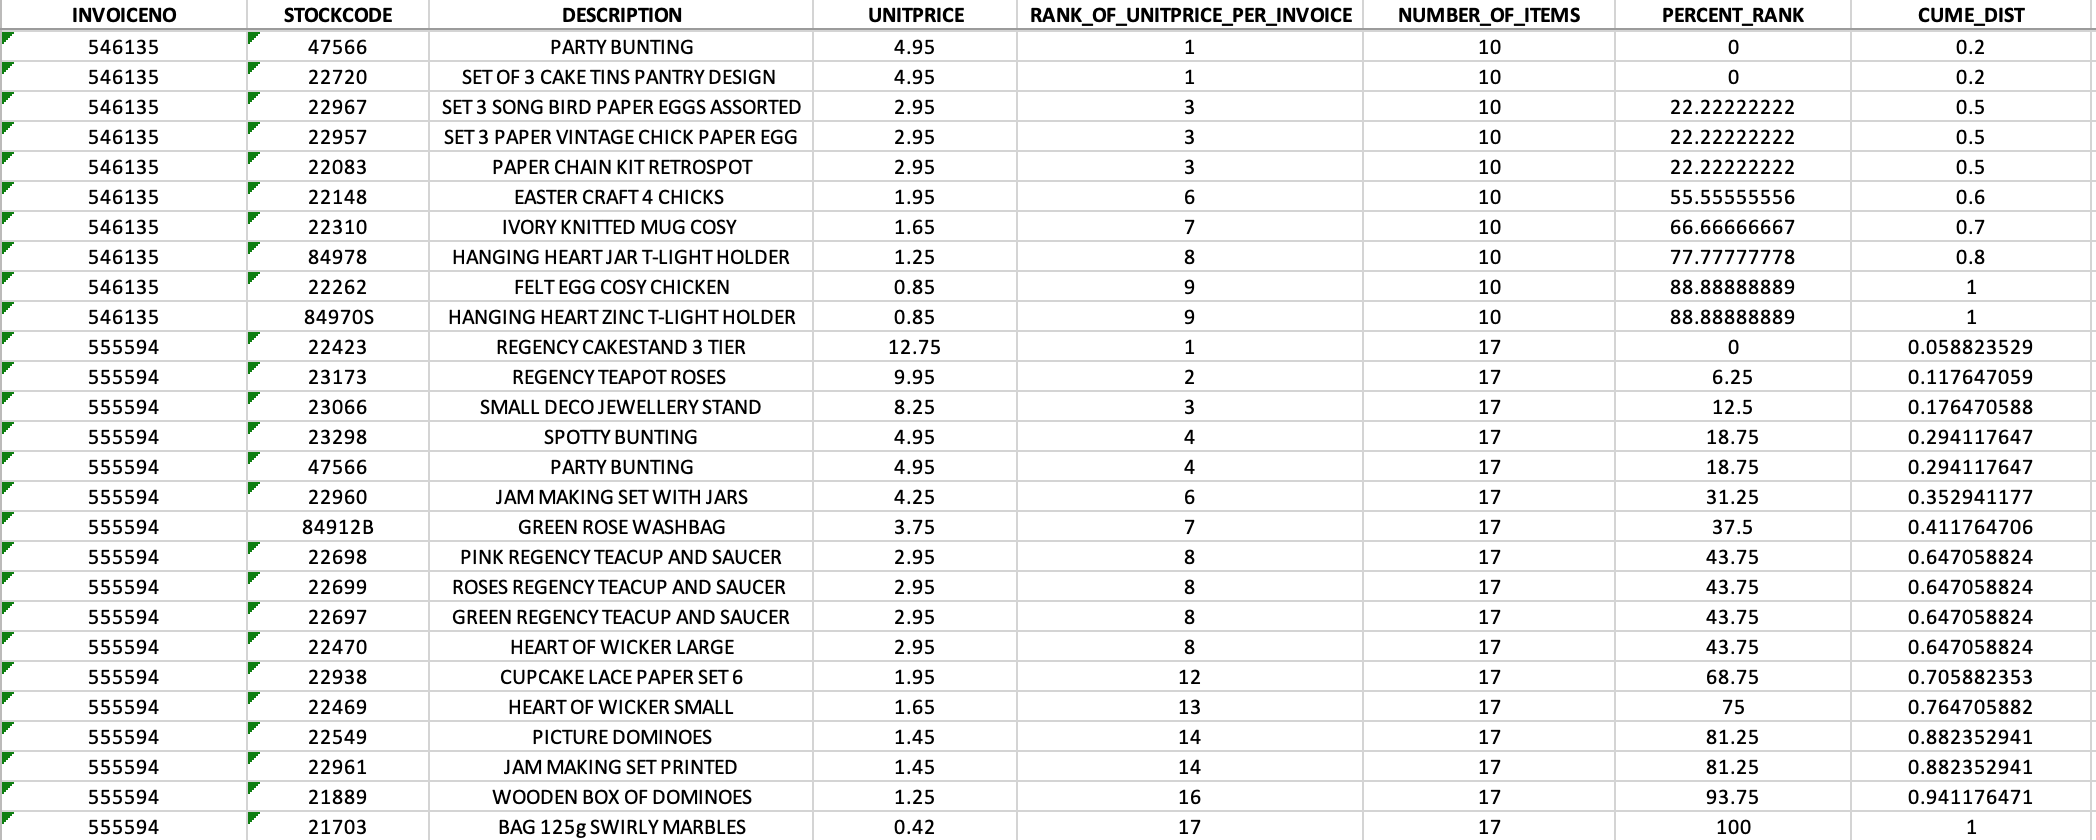 INVOICENO STOCKCODE DESCRIPTION UNITPRICE RANK_OF_UNITPRICE_PER_INVOICE NUMBER_OF_ITEMS PERCENT_RANK CUME_DIST
546135 47566 PARTY BUNTING 4.95 1 10 0 0.2
546135 22720 SET OF 3 CAKE TINS PANTRY DESIGN 4.95 1 10 0 0.2
546135 22967 SET 3 SONG BIRD PAPER EGGS ASSORTED 2.95 3 10 22.22222222 0.5
546135 22957 SET 3 PAPER VINTAGE CHICK PAPER EGG 2.95 3 10 22.22222222 0.5
546135 22083 PAPER CHAIN KIT RETROSPOT 2.95 3 10 22.22222222 0.5
546135 22148 EASTER CRAFT 4 CHICKS 1.95 6 10 55.55555556 0.6
546135 22310 IVORY KNITTED MUG COSY 1.65 7 10 66.66666667 0.7
546135 84978 HANGING HEART JAR T-LIGHT HOLDER 1.25 8 10 77.77777778 0.8
546135 22262 FELT EGG COSY CHICKEN 0.85 9 10 88.88888889 1
546135 84970S HANGING HEART ZINC T-LIGHT HOLDER 0.85 9 10 88.88888889 1
555594 22423 REGENCY CAKESTAND 3 TIER 12.75 1 17 0 0.058823529
555594 23173 REGENCY TEAPOT ROSES 9.95 2 17 6.25 0.117647059
555594 23066 SMALL DECO JEWELLERY STAND 8.25 3 17 12.5 0.176470588
555594 23298 SPOTTY BUNTING 4.95 4 17 18.75 0.294117647
555594 47566 PARTY BUNTING 4.95 4 17 18.75 0.294117647
555594 22960 JAM MAKING SET WITH JARS 4.25 6 17 31.25 0.352941177
555594 84912B GREEN ROSE WASHBAG 3.75 7 17 37.5 0.411764706
555594 22698 PINK REGENCY TEACUP AND SAUCER 2.95 8 17 43.75 0.647058824
555594 22699 ROSES REGENCY TEACUP AND SAUCER 2.95 8 17 43.75 0.647058824
555594 22697 GREEN REGENCY TEACUP AND SAUCER 2.95 8 17 43.75 0.647058824
555594 22470 HEART OF WICKER LARGE 2.95 8 17 43.75 0.647058824
555594 22938 CUPCAKE LACE PAPER SET 6 1.95 12 17 68.75 0.705882353
555594 22469 HEART OF WICKER SMALL 1.65 13 17 75 0.764705882
555594 22549 PICTURE DOMINOES 1.45 14 17 81.25 0.882352941
555594 22961 JAM MAKING SET PRINTED 1.45 14 17 81.25 0.882352941
555594 21889 WOODEN BOX OF DOMINOES 1.25 16 17 93.75 0.941176471
555594 21703 BAG 125g SWIRLY MARBLES 0.42 17 17 100 1